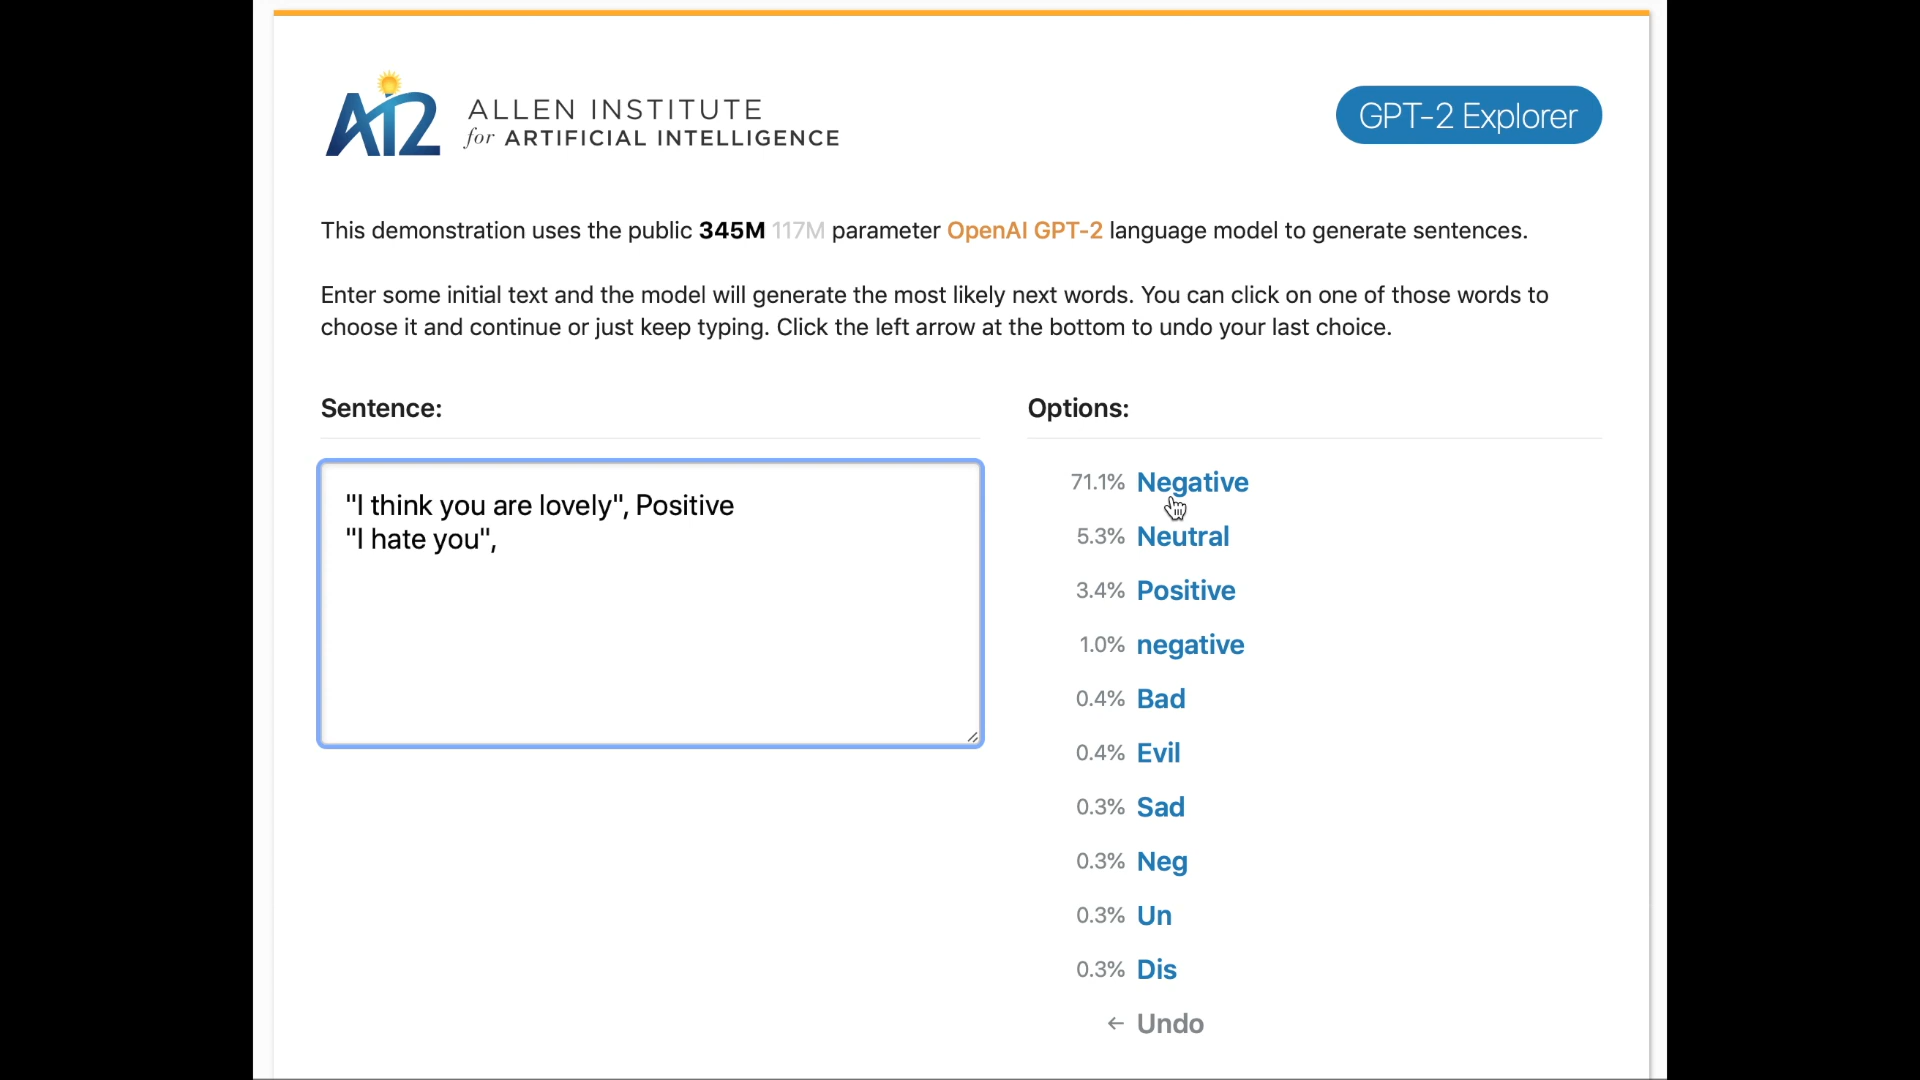 AI2 ALLEN INSTITUTE
for ARTIFICIAL INTELLIGENCE
GPT-2 Explorer
This demonstration uses the public 345M 117M parameter OpenAI GPT-2 language model to generate sentences.
Enter some initial text and the model will generate the most likely next words. You can click on one of those words to
choose it and continue or just keep typing. Click the left arrow at the bottom to undo your last choice.
Sentence:
"I think you are lovely", Positive
"I hate you",
Options:
71.1% Negative
5.3% Neutral
3.4% Positive
1.0% negative
0.4% Bad
0.4% Evil
0.3% Sad
0.3% Neg
0.3% Un
0.3% Dis
← Undo